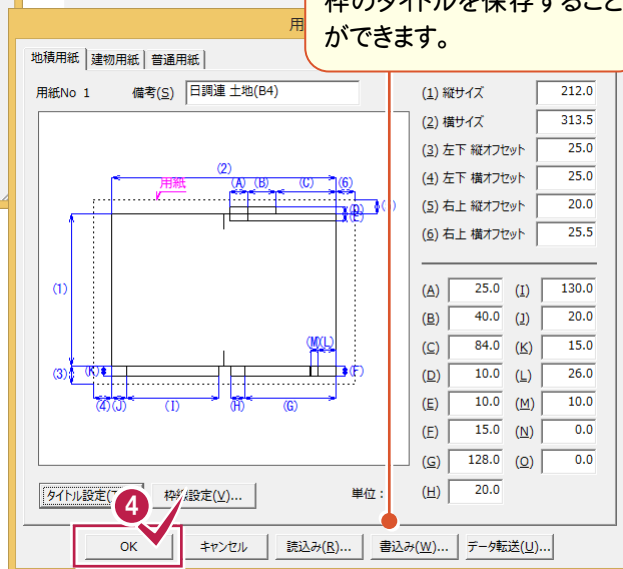 枠のタイトルを保存すること
ができます。
用
地積用紙 建物用紙 普通用紙
用紙No 1 備考(S) 日調連 土地(B4)
(1) 縦サイズ 212.0
(2) 横サイズ 313.5
(3) 左下 縦オフセット 25.0
(4) 左下 横オフセット 25.0
(5) 右上 縦オフセット 20.0
(6) 右上 横オフセット 25.5
(2)
用紙 (A) (B) (C) (6)
(D)
(E)
(1)
(M)(L)
(3) (K) (F)
(4) (J) (I) (H) (G)
(A) 25.0 (I) 130.0
(B) 40.0 (J) 20.0
(C) 84.0 (K) 15.0
(D) 10.0 (L) 26.0
(E) 10.0 (M) 10.0
(F) 15.0 (N) 0.0
(G) 128.0 (O) 0.0
(H) 20.0
タイトル設定( 枠線設定(V)... 単位:
4
OK キャンセル 読込み(R)... 書込み(W)... データ転送(U)...